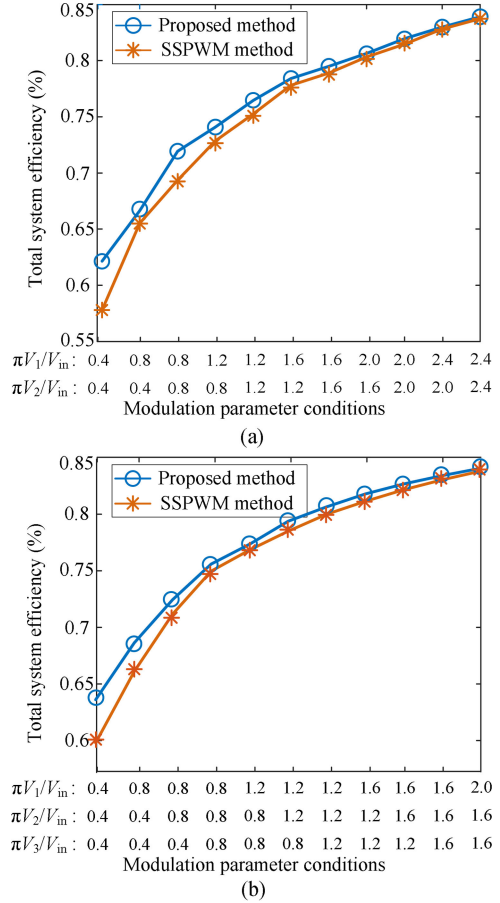 0.85
0.8
0.75
0.7
0.65
0.6
0.55
Total system efficiency (%)
Proposed method
SSPWM method
πV₁/Vin : 0.4 0.8 0.8 1.2 1.2 1.6 1.6 2.0 2.0 2.4 2.4
πV₂/Vin : 0.4 0.4 0.8 0.8 1.2 1.2 1.6 1.6 2.0 2.0 2.4
Modulation parameter conditions
(a)
0.85
0.8
0.75
0.7
0.65
0.6
Total system efficiency (%)
Proposed method
SSPWM method
πV₁/Vin : 0.4 0.8 0.8 0.8 1.2 1.2 1.2 1.6 1.6 1.6 2.0
πV₂/Vin : 0.4 0.4 0.8 0.8 0.8 1.2 1.2 1.2 1.6 1.6 1.6
πV₃/Vin : 0.4 0.4 0.4 0.8 0.8 0.8 1.2 1.2 1.2 1.6 1.6
Modulation parameter conditions
(b)